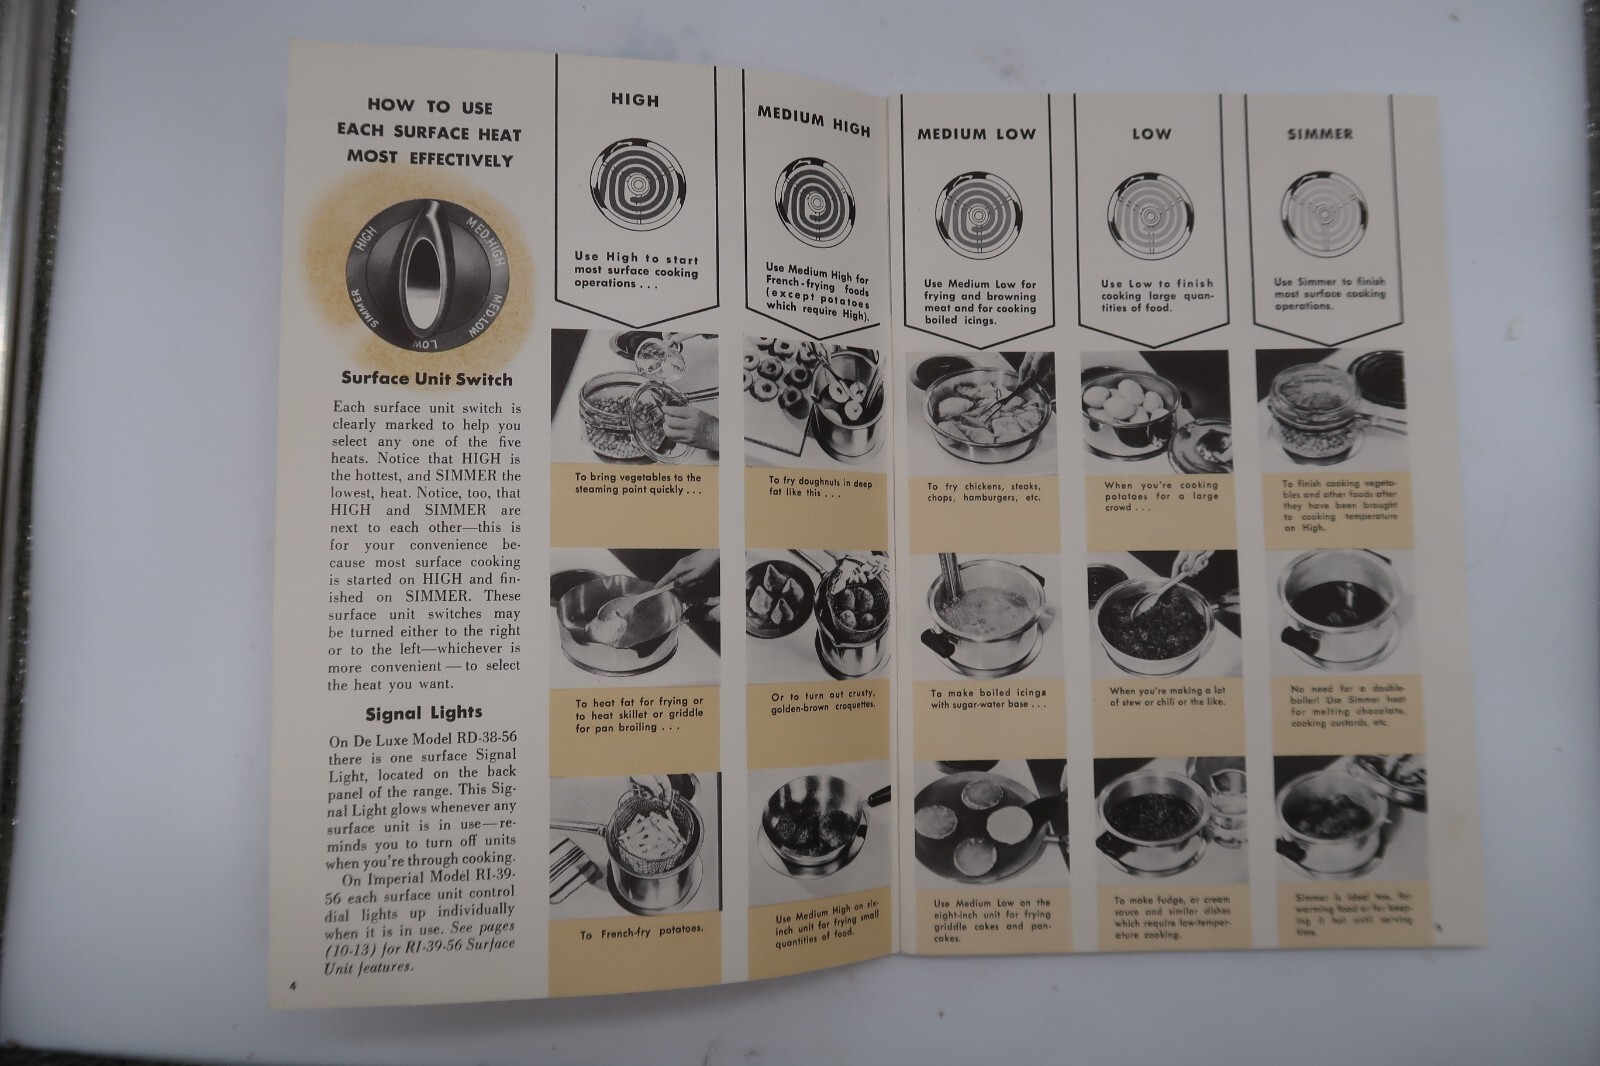 HOW TO USE
EACH SURFACE HEAT
MOST EFFECTIVELY
HIGH
MED.HIGH
MED.LOW
LOW
SIMMER
Surface Unit Switch
Each surface unit switch is
clearly marked to help you
select any one of the five
heats. Notice that HIGH is
the hottest, and SIMMER the
lowest, heat. Notice, too, that
HIGH and SIMMER are
next to each other—this is
for your convenience be-
cause most surface cooking
is started on HIGH and fin-
ished on SIMMER. These
surface unit switches may
be turned either to the right
or to the left—whichever is
more convenient — to select
the heat you want.
Signal Lights
On De Luxe Model RD-38-56
there is one surface Signal
Light, located on the back
panel of the range. This Sig-
nal Light glows whenever any
surface unit is in use—re-
minds you to turn off units
when you're through cooking.
On Imperial Model RI-39-
56 each surface unit control
dial lights up individually
when it is in use. See pages
(10-13) for RI-39-56 Surface
Unit features.
4
HIGH
Use High to start
most surface cooking
operations . . .
To bring vegetables to the
steaming point quickly . . .
To heat fat for frying or
to heat skillet or griddle
for pan broiling . . .
To French-fry potatoes.
MEDIUM HIGH
Use Medium High for
French-frying foods
(except potatoes
which require High).
To fry doughnuts in deep
fat like this . . .
Or to turn out crusty,
golden-brown croquettes.
Use Medium High on six-
inch unit for frying small
quantities of food.
MEDIUM LOW
Use Medium Low for
frying and browning
meat and for cooking
boiled icings.
To fry chickens, steaks,
chops, hamburgers, etc.
To make boiled icings
with sugar-water base . . .
Use Medium Low on the
eight-inch unit for frying
griddle cakes and pan-
cakes.
LOW
Use Low to finish
cooking large quan-
tities of food.
When you're cooking
potatoes for a large
crowd . . .
When you're making a lot
of stew or chili or the like.
To make fudge, or cream
sauce and similar dishes
which require low-temper-
ature cooking.
SIMMER
Use Simmer to finish
most surface cooking
operations.
To finish cooking vegeta-
bles and other foods after
they have been brought
to cooking temperature
on High.
No need for a double-
boiler! Use Simmer heat
for melting chocolate,
cooking custards, etc.
Simmer is ideal too, for
warming food or for keep-
ing it hot until serving
time.
5